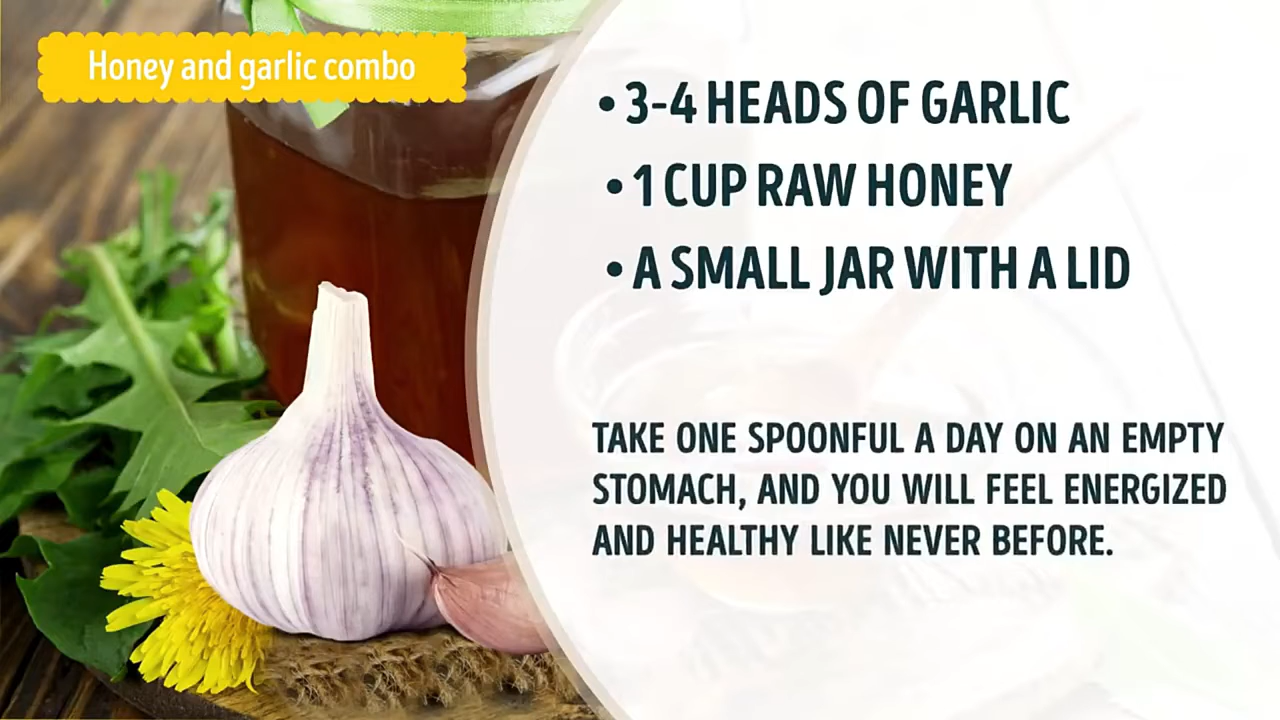 Honey and garlic combo
• 3-4 HEADS OF GARLIC
• 1 CUP RAW HONEY
• A SMALL JAR WITH A LID
TAKE ONE SPOONFUL A DAY ON AN EMPTY
STOMACH, AND YOU WILL FEEL ENERGIZED
AND HEALTHY LIKE NEVER BEFORE.